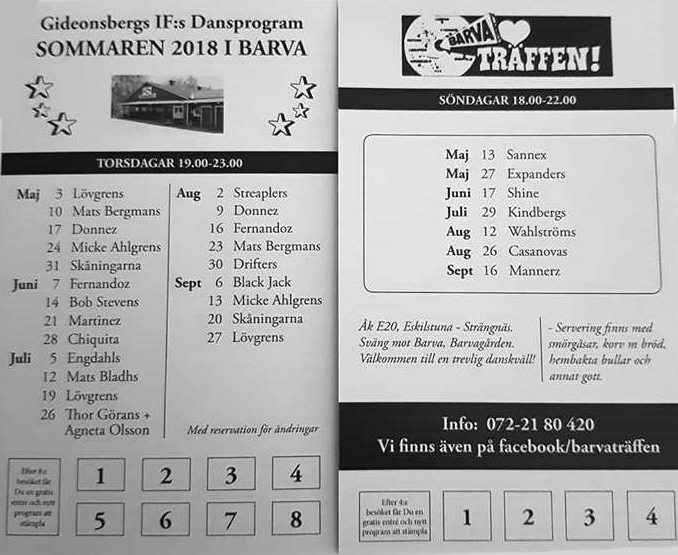 Gideonsbergs IF:s Dansprogram
SOMMAREN 2018 I BARVA
TORSDAGAR 19.00-23.00
Maj 3 Lövgrens
10 Mats Bergmans
17 Donnez
24 Micke Ahlgrens
31 Skåningarna
Juni 7 Fernandoz
14 Bob Stevens
21 Martinez
28 Chiquita
Juli 5 Engdahls
12 Mats Bladhs
19 Lövgrens
26 Thor Görans +
Agneta Olsson
Aug 2 Streaplers
9 Donnez
16 Fernandoz
23 Mats Bergmans
30 Drifters
Sept 6 Black Jack
13 Micke Ahlgrens
20 Skåningarna
27 Lövgrens
Med reservation för ändringar
Efter 8:e
besöket får
Du en gratis
entré och nytt
program att
stämpla
1 2 3 4
5 6 7 8
BARVA
TRÄFFEN!
SÖNDAGAR 18.00-22.00
Maj 13 Sannex
Maj 27 Expanders
Juni 17 Shine
Juli 29 Kindbergs
Aug 12 Wahlströms
Aug 26 Casanovas
Sept 16 Mannerz
Åk E20, Eskilstuna - Strängnäs.
Sväng mot Barva, Barvagården.
Välkommen till en trevlig danskväll!
- Servering finns med
smörgåsar, korv m bröd,
hembakta bullar och
annat gott.
Info: 072-21 80 420
Vi finns även på facebook/barvaträffen
Efter 4:e
besöket får Du en
gratis entré och nytt
program att stämpla
1 2 3 4